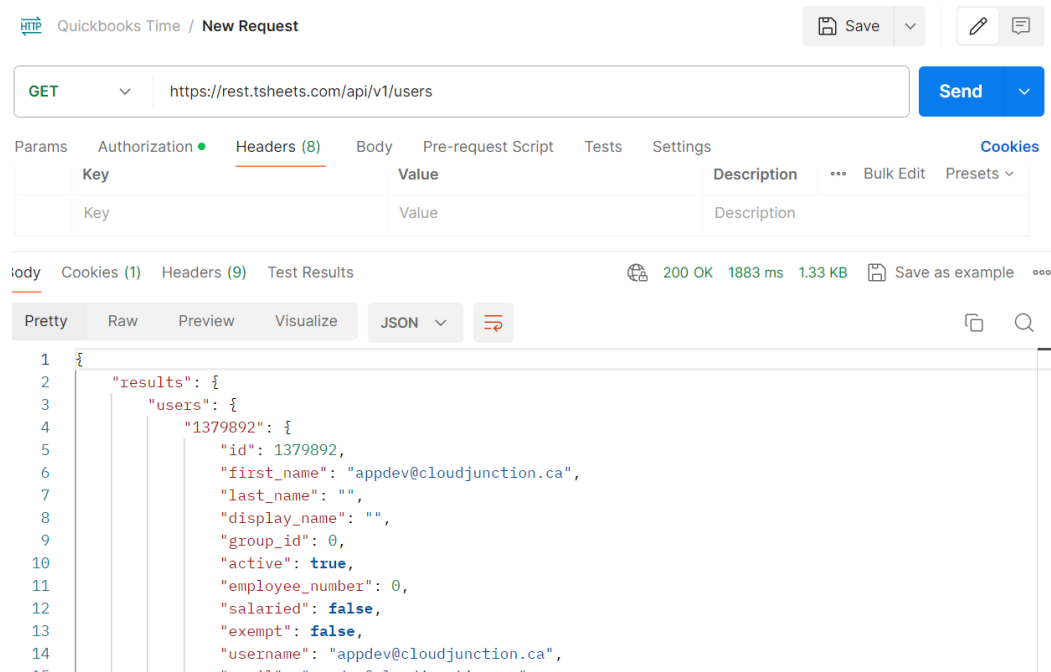 HTTP Quickbooks Time / New Request Save
GET https://rest.tsheets.com/api/v1/users Send
Params Authorization Headers (8) Body Pre-request Script Tests Settings Cookies
Key Value Description Bulk Edit Presets
Key Value Description
Body Cookies (1) Headers (9) Test Results 200 OK 1883 ms 1.33 KB Save as example
Pretty Raw Preview Visualize JSON
1 {
2 "results": {
3 "users": {
4 "1379892": {
5 "id": 1379892,
6 "first_name": "appdev@cloudjunction.ca",
7 "last_name": "",
8 "display_name": "",
9 "group_id": 0,
10 "active": true,
11 "employee_number": 0,
12 "salaried": false,
13 "exempt": false,
14 "username": "appdev@cloudjunction.ca",